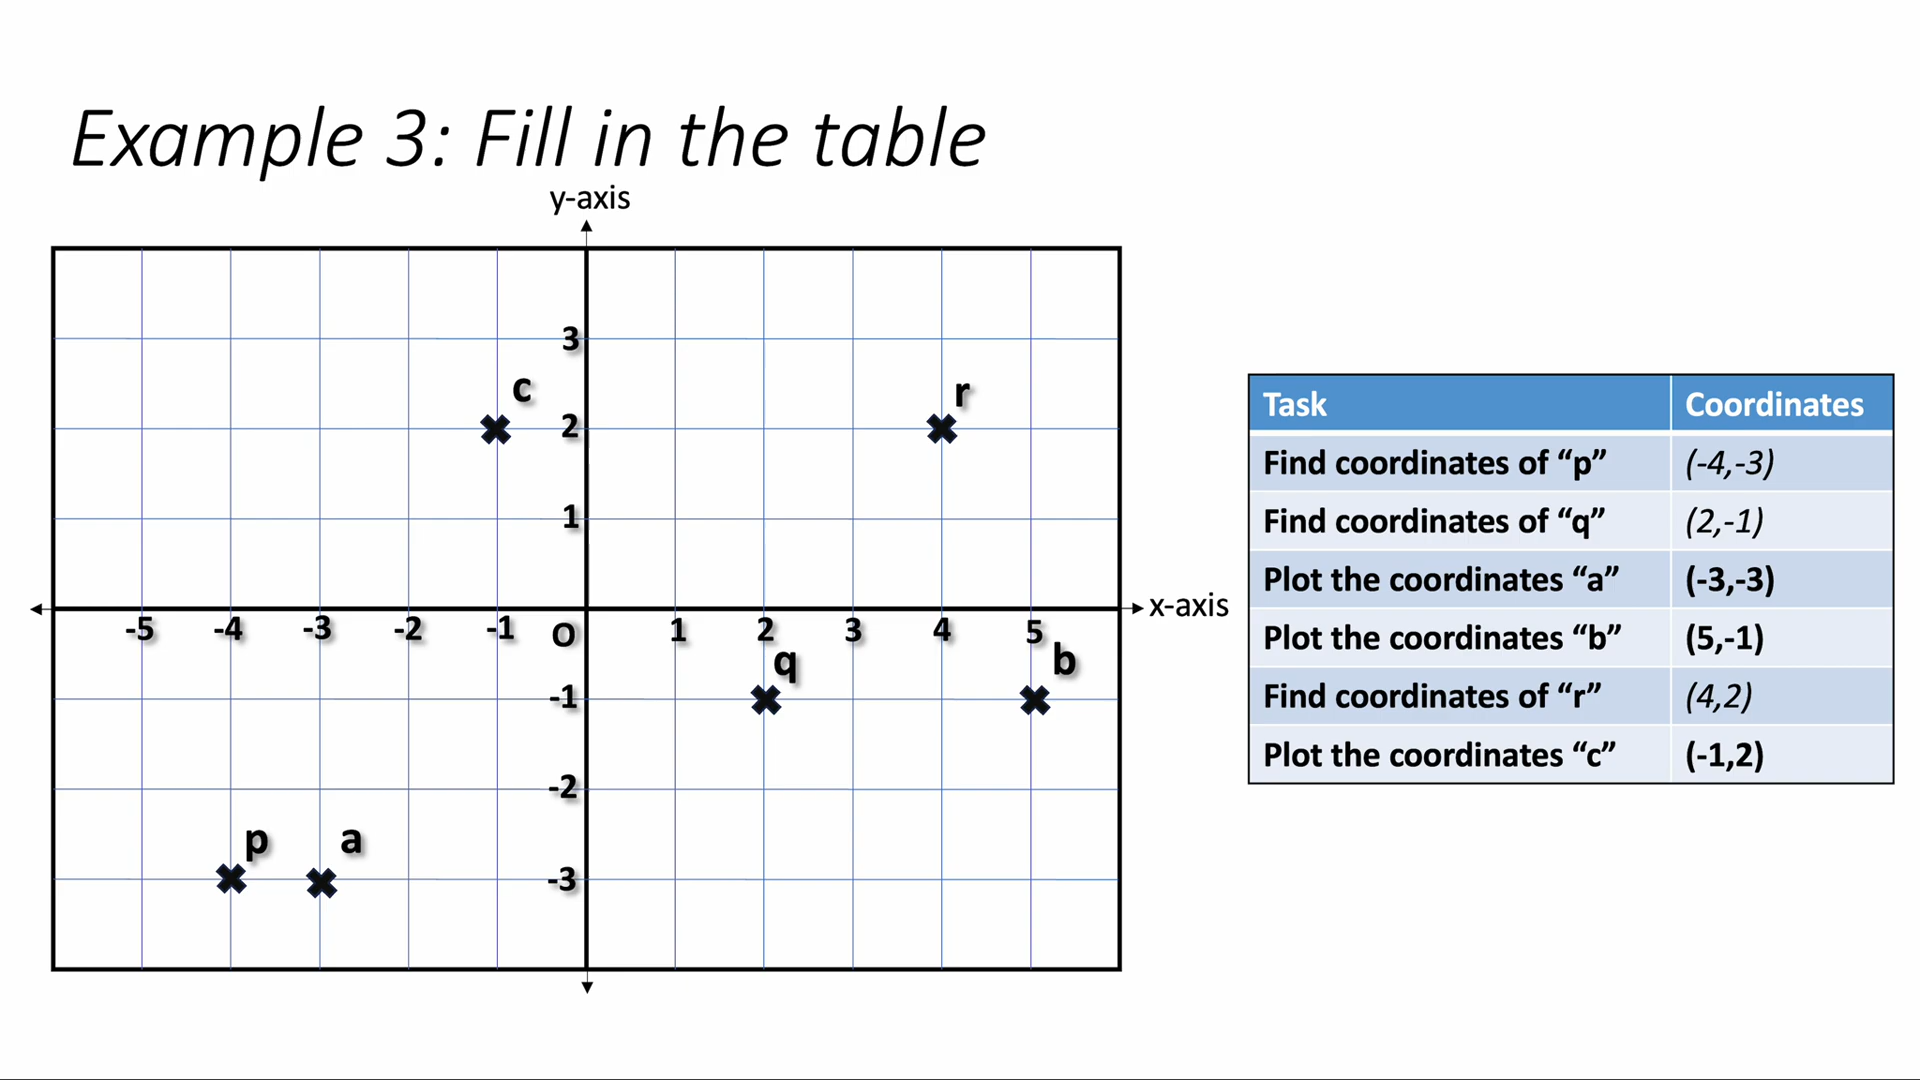 Example 3: Fill in the table
y-axis
3
c
r
2
1
x-axis
-5 -4 -3 -2 -1 O 1 2 3 4 5
q
b
-1
-2
p
a
-3
Task Coordinates
Find coordinates of “p” (-4,-3)
Find coordinates of “q” (2,-1)
Plot the coordinates “a” (-3,-3)
Plot the coordinates “b” (5,-1)
Find coordinates of “r” (4,2)
Plot the coordinates “c” (-1,2)